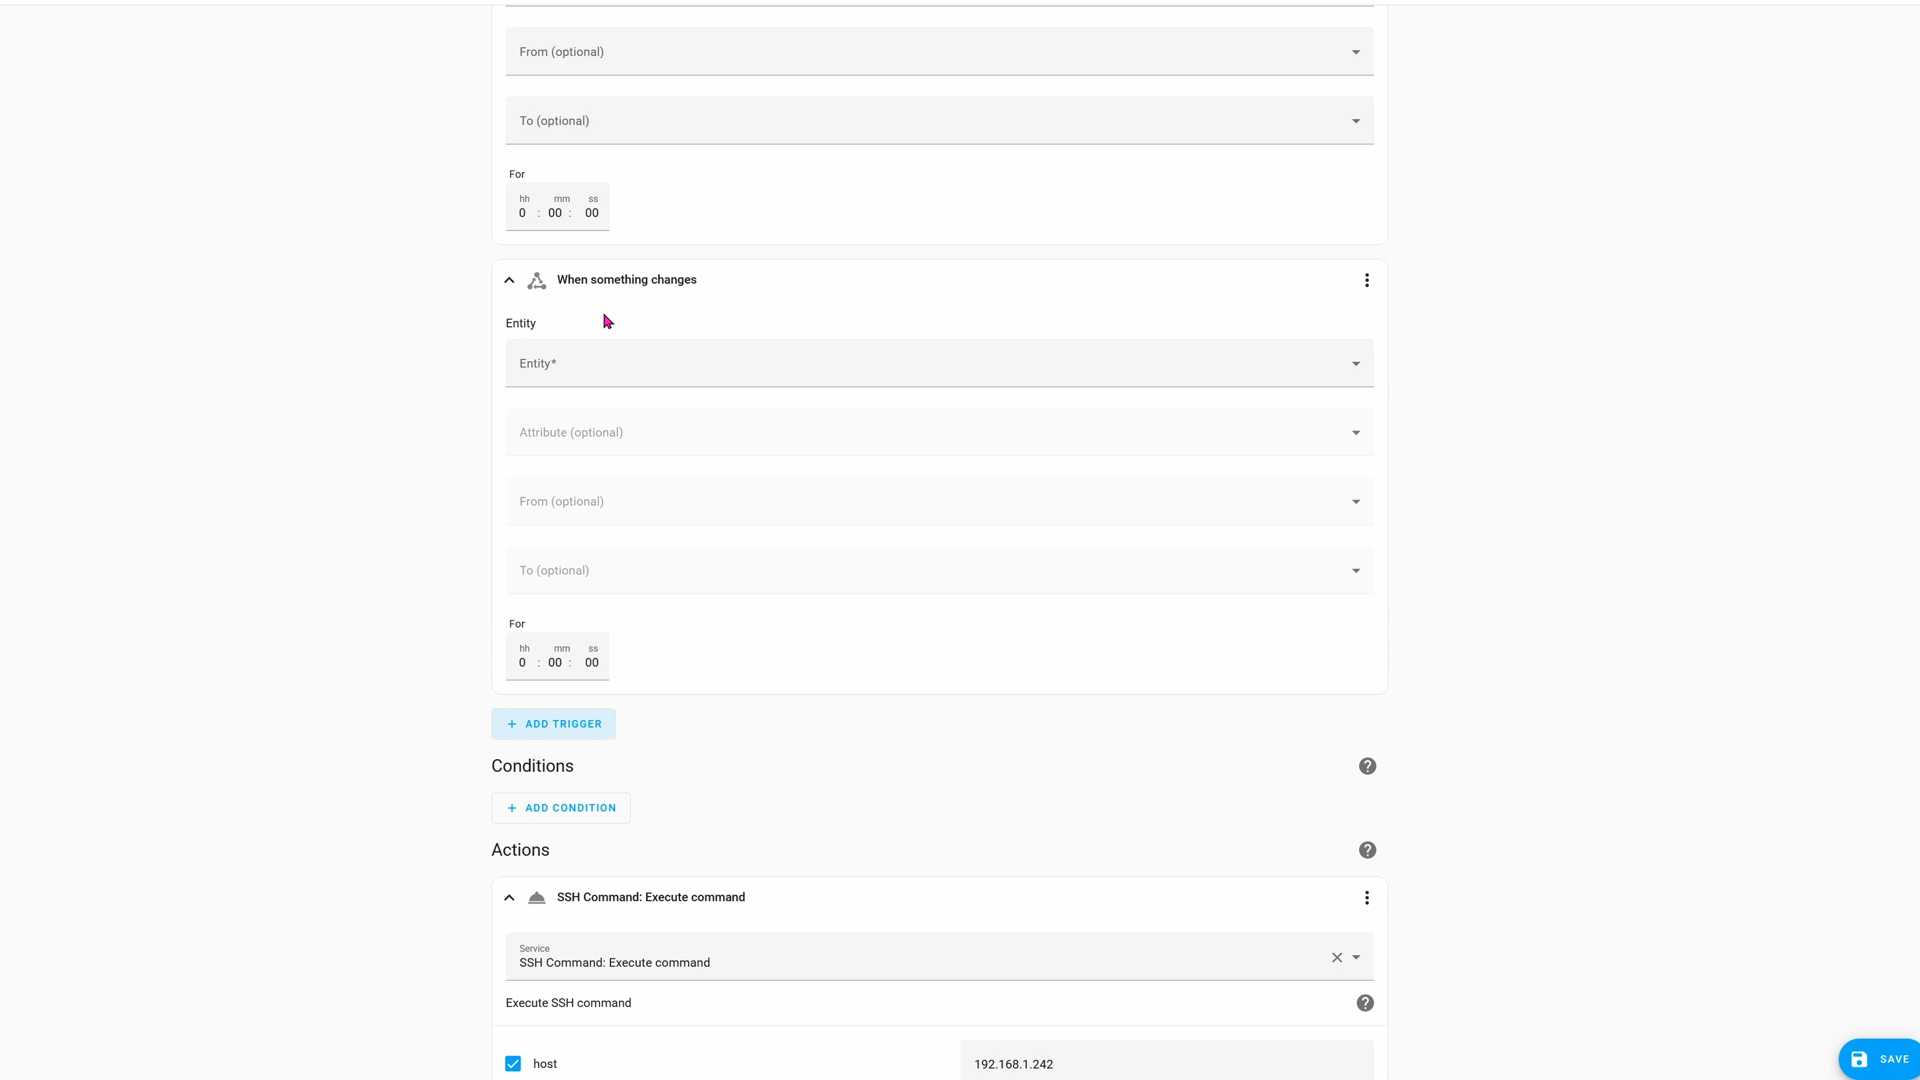 From (optional)
To (optional)
For
hh mm ss
0 : 00 : 00
When something changes
Entity
Entity*
Attribute (optional)
From (optional)
To (optional)
For
hh mm ss
0 : 00 : 00
+ ADD TRIGGER
Conditions
+ ADD CONDITION
Actions
SSH Command: Execute command
Service
SSH Command: Execute command
Execute SSH command
host 192.168.1.242
SAVE